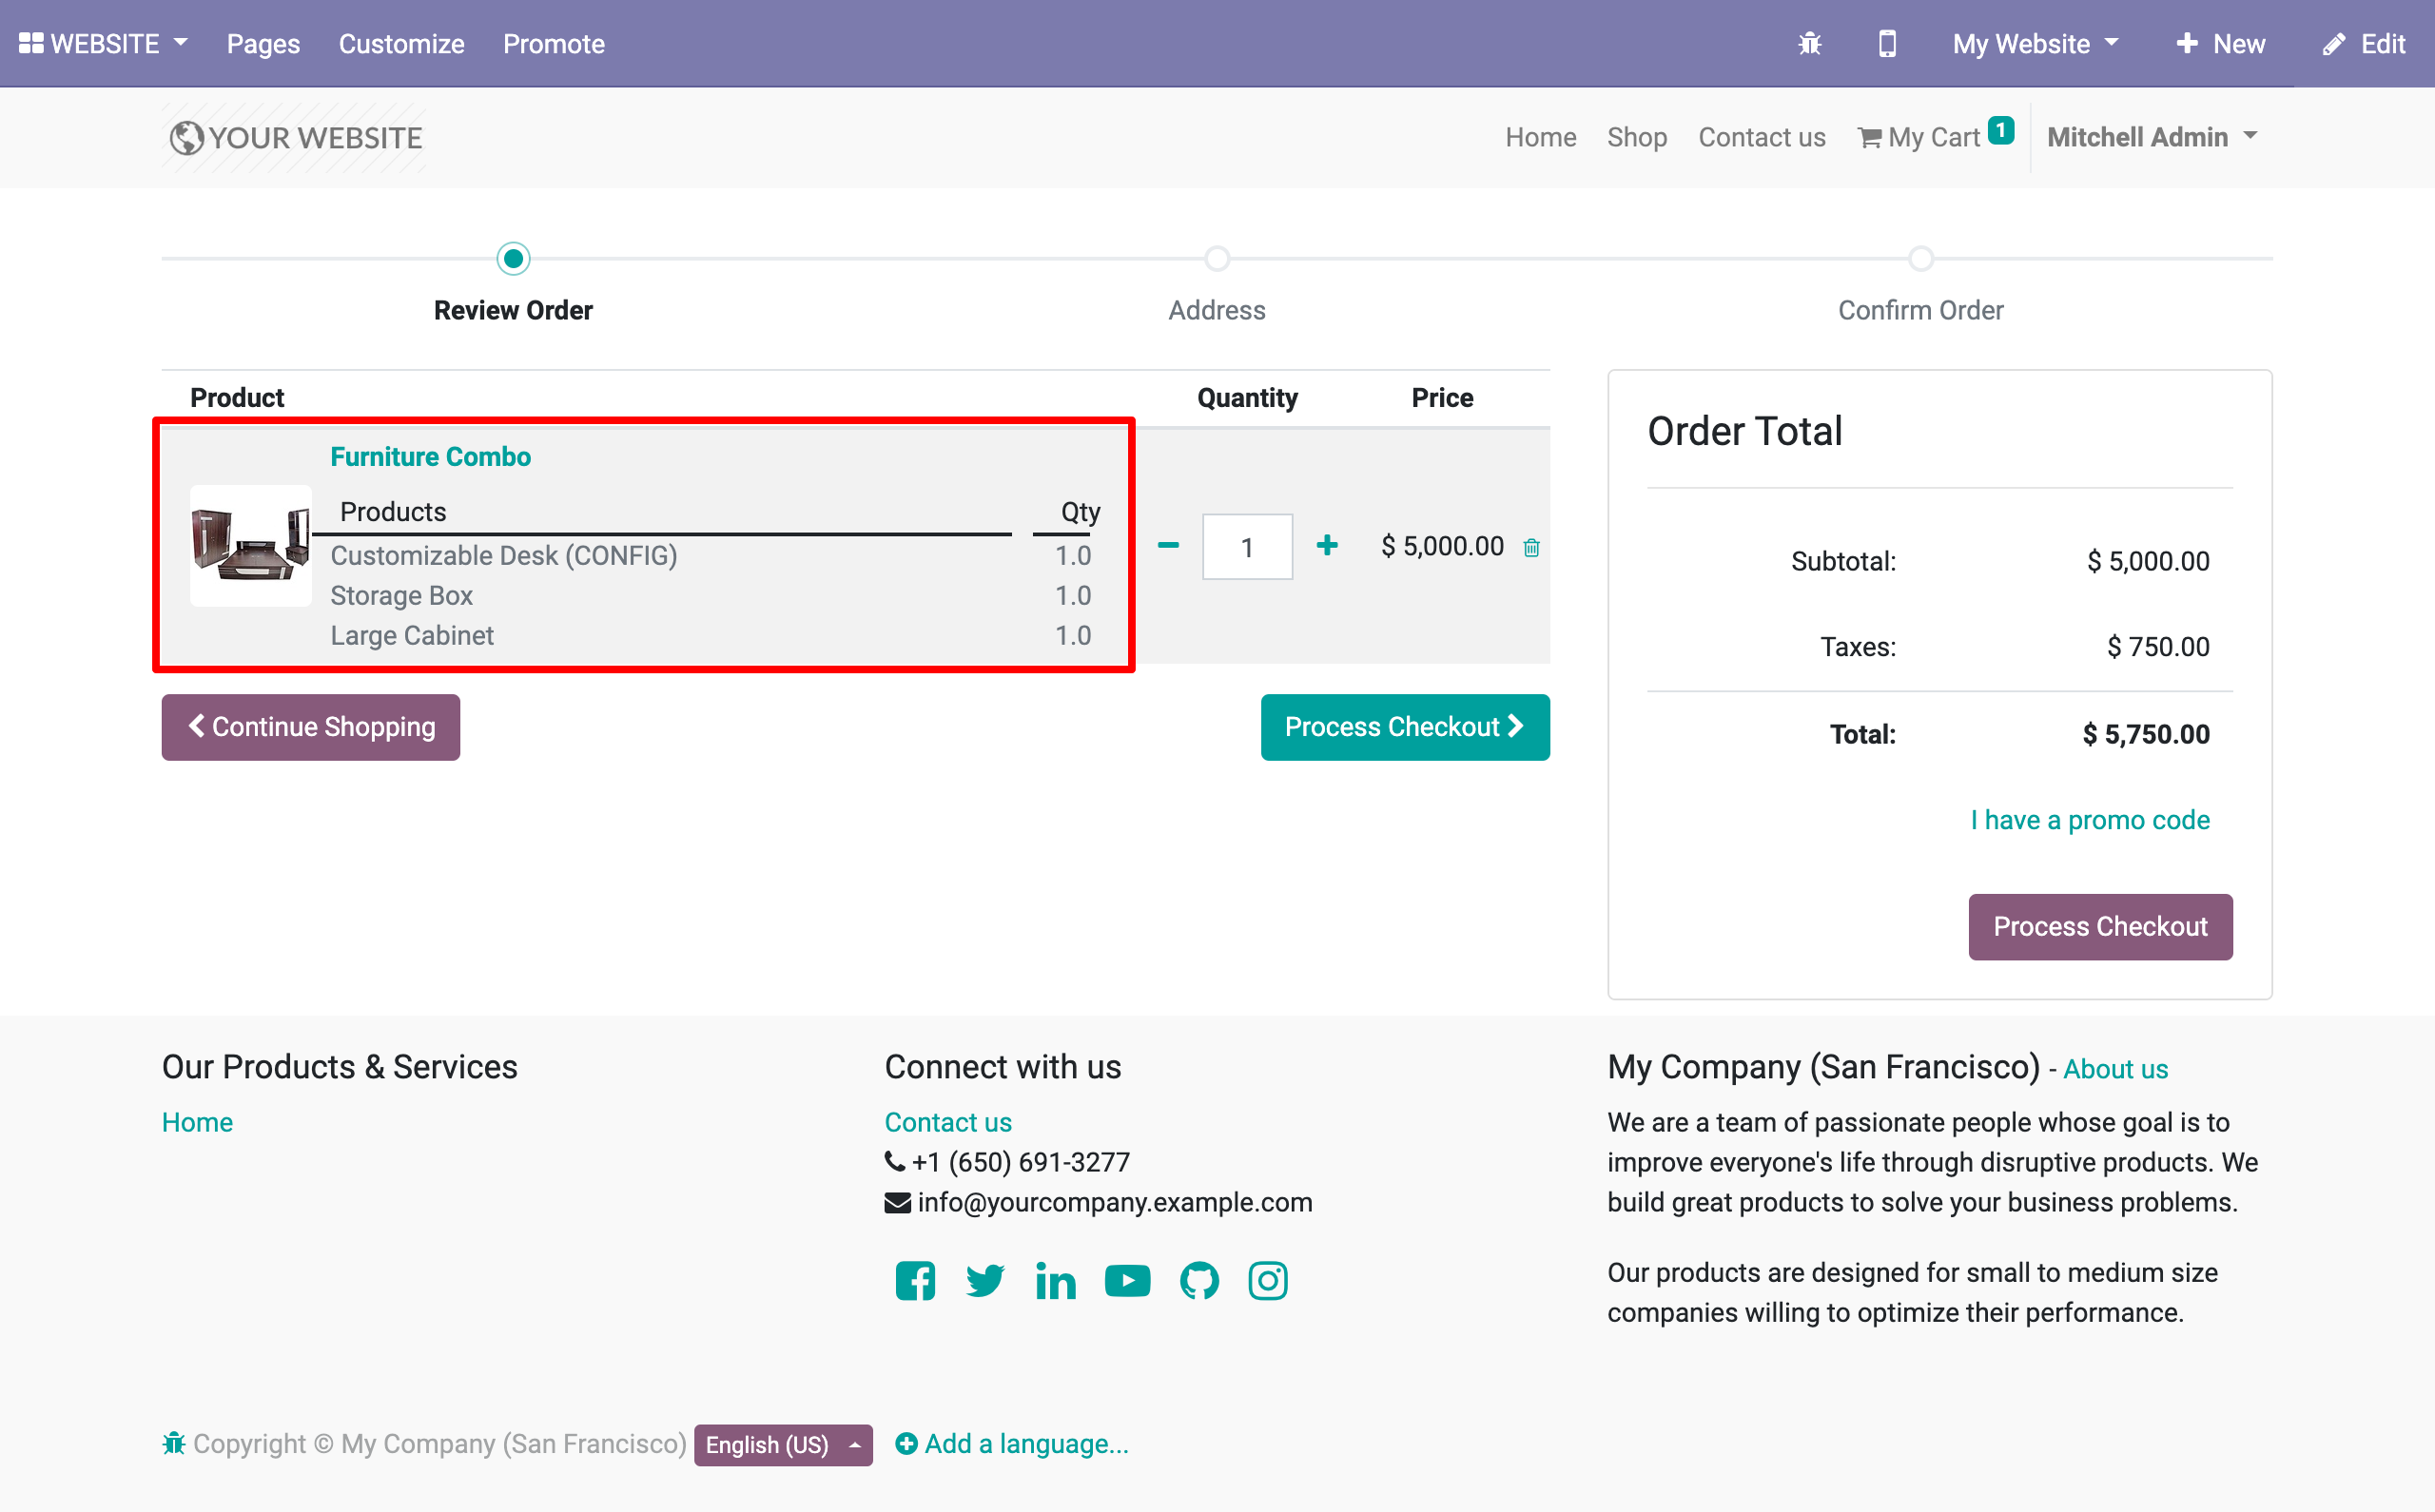 WEBSITE Pages Customize Promote My Website New Edit
YOUR WEBSITE Home Shop Contact us My Cart 1 Mitchell Admin
Review Order Address Confirm Order
Product Quantity Price
Furniture Combo
Products Qty
Customizable Desk (CONFIG) 1.0
Storage Box 1.0
Large Cabinet 1.0
1 $ 5,000.00
Continue Shopping Process Checkout
Order Total
Subtotal: $ 5,000.00
Taxes: $ 750.00
Total: $ 5,750.00
I have a promo code
Process Checkout
Our Products & Services
Home
Connect with us
Contact us
+1 (650) 691-3277
info@yourcompany.example.com
My Company (San Francisco) - About us
We are a team of passionate people whose goal is to
improve everyone's life through disruptive products. We
build great products to solve your business problems.
Our products are designed for small to medium size
companies willing to optimize their performance.
Copyright © My Company (San Francisco) English (US) Add a language...